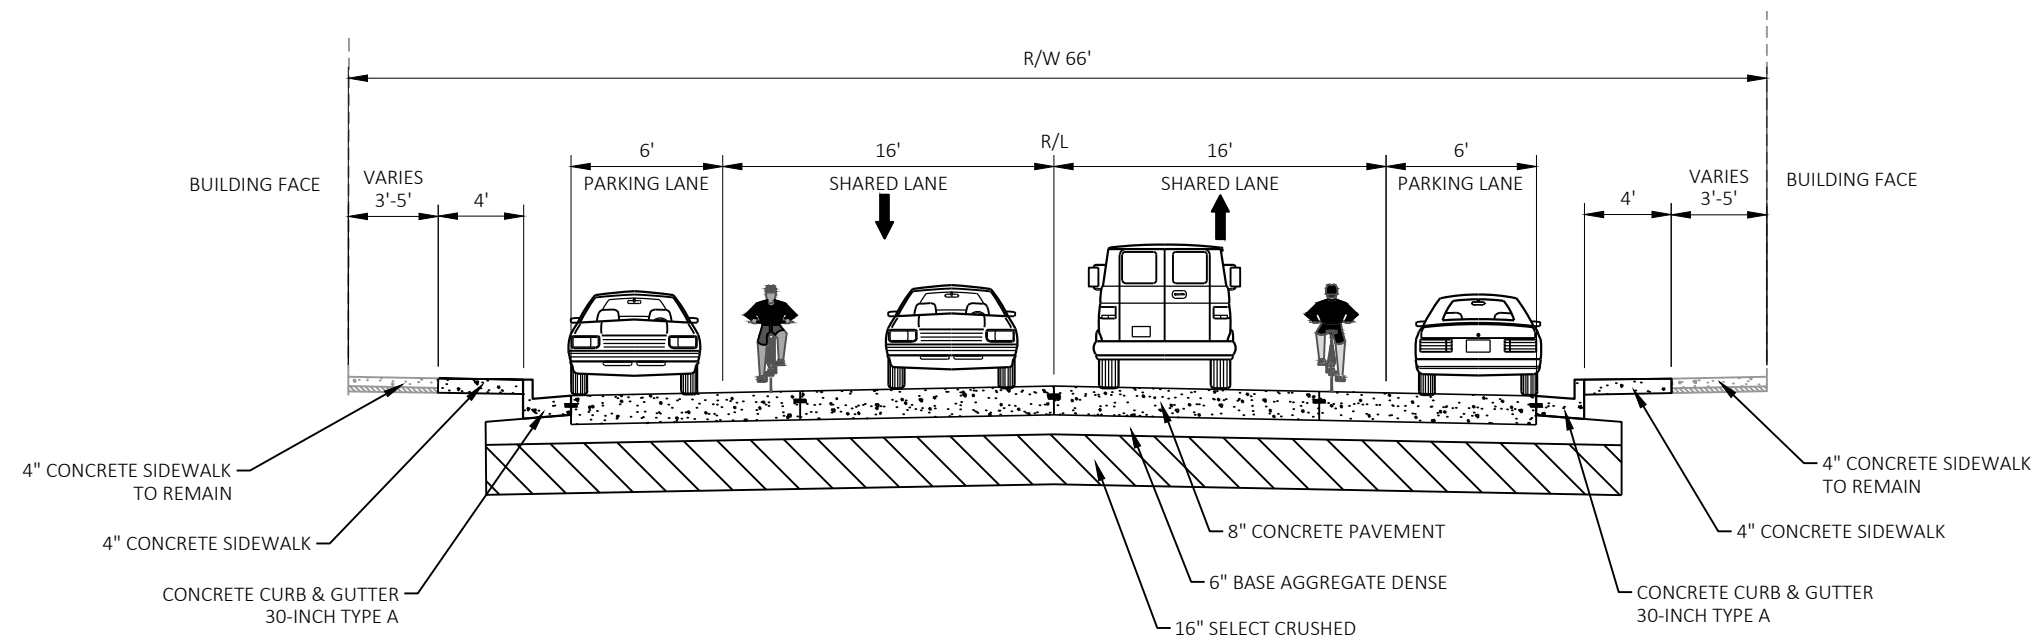 R/W 66'
R/L
6'
16'
16'
6'
BUILDING FACE
VARIES
3'-5'
4'
PARKING LANE
SHARED LANE
SHARED LANE
PARKING LANE
4'
VARIES
3'-5'
BUILDING FACE
4" CONCRETE SIDEWALK
TO REMAIN
4" CONCRETE SIDEWALK
CONCRETE CURB & GUTTER
30-INCH TYPE A
8" CONCRETE PAVEMENT
6" BASE AGGREGATE DENSE
16" SELECT CRUSHED
4" CONCRETE SIDEWALK
TO REMAIN
4" CONCRETE SIDEWALK
CONCRETE CURB & GUTTER
30-INCH TYPE A